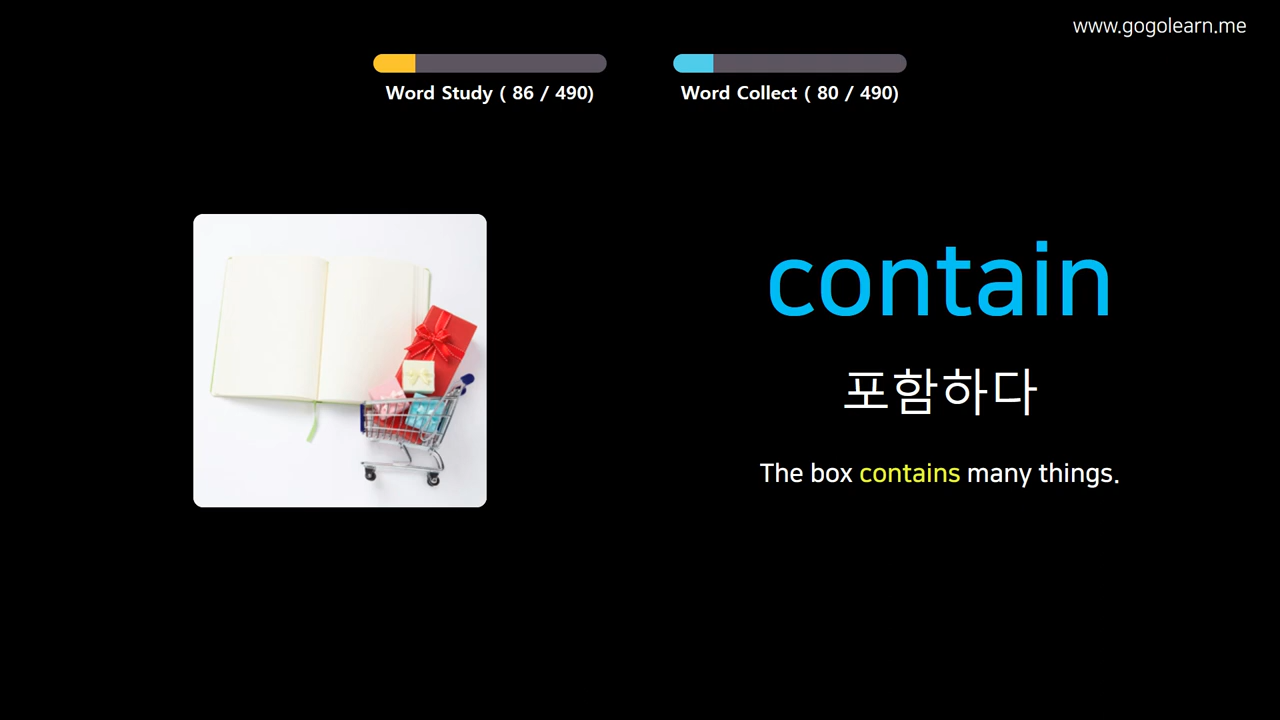 www.gogolearn.me
Word Study ( 86 / 490)
Word Collect ( 80 / 490)
contain
포함하다
The box contains many things.